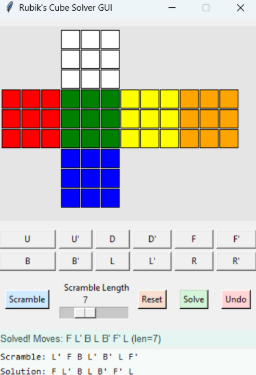 Rubik's Cube Solver GUI
U U' D D' F F'
B B' L L' R R'
Scramble Length
Scramble 7 Reset Solve Undo
Solved! Moves: F L' B L B' F' L (len=7)
Scramble: L' F B L' B' L F'
Solution: F L' B L B' F' L